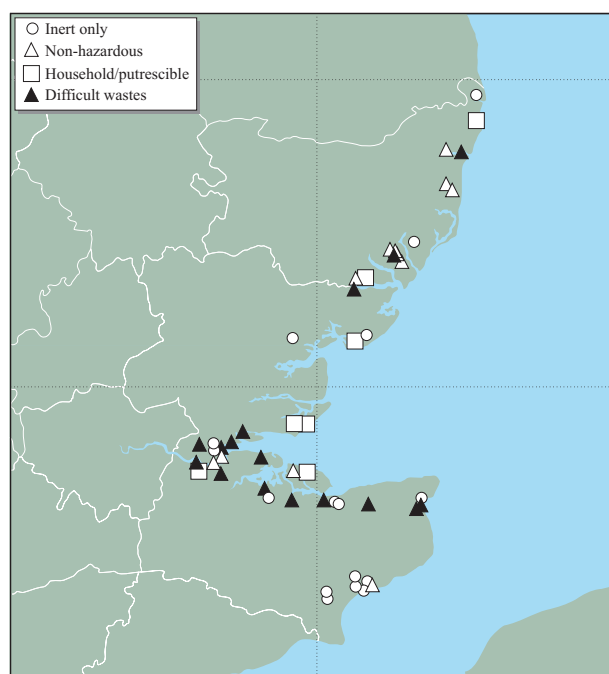 Inert only
Non-hazardous
Household/putrescible
Difficult wastes